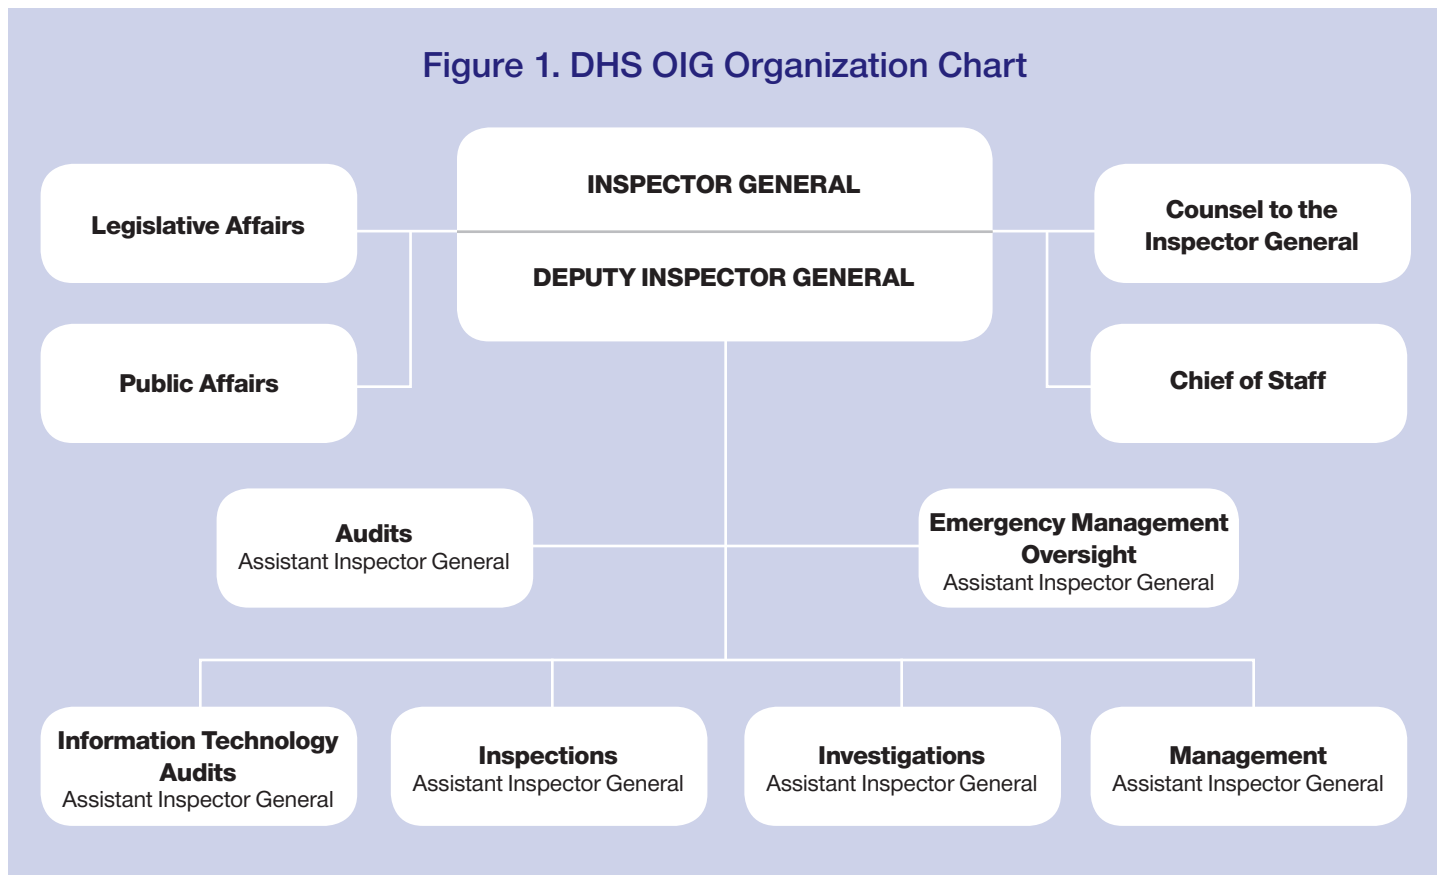 Figure 1. DHS OIG Organization Chart
INSPECTOR GENERAL
DEPUTY INSPECTOR GENERAL
Legislative Affairs
Public Affairs
Counsel to the
Inspector General
Chief of Staff
Audits
Assistant Inspector General
Emergency Management
Oversight
Assistant Inspector General
Information Technology
Audits
Assistant Inspector General
Inspections
Assistant Inspector General
Investigations
Assistant Inspector General
Management
Assistant Inspector General